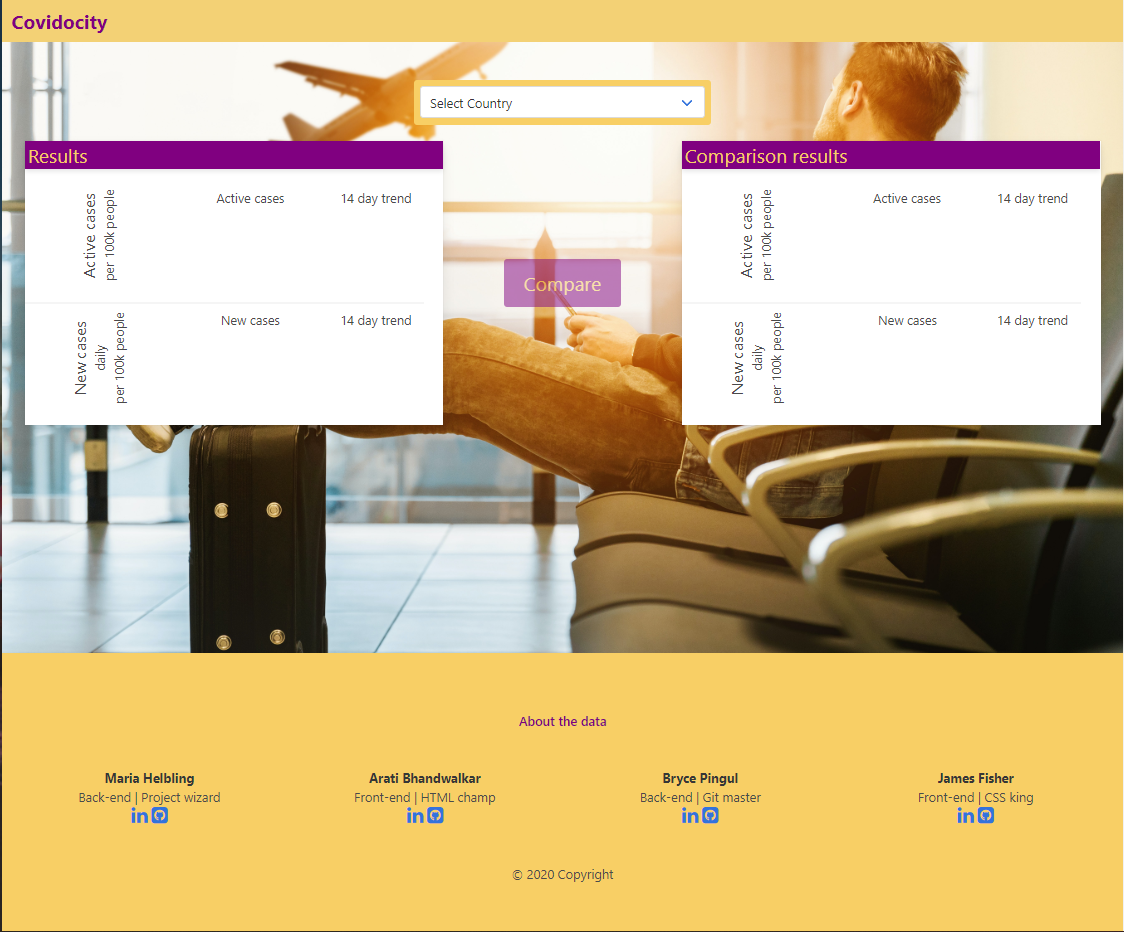 Covidocity
Select Country
Results
Active cases
per 100k people
Active cases
14 day trend
New cases
daily
per 100k people
New cases
14 day trend
Compare
Comparison results
Active cases
per 100k people
Active cases
14 day trend
New cases
daily
per 100k people
New cases
14 day trend
About the data
Maria Helbling
Back-end | Project wizard
in
Arati Bhandwalkar
Front-end | HTML champ
in
Bryce Pingul
Back-end | Git master
in
James Fisher
Front-end | CSS king
in
© 2020 Copyright